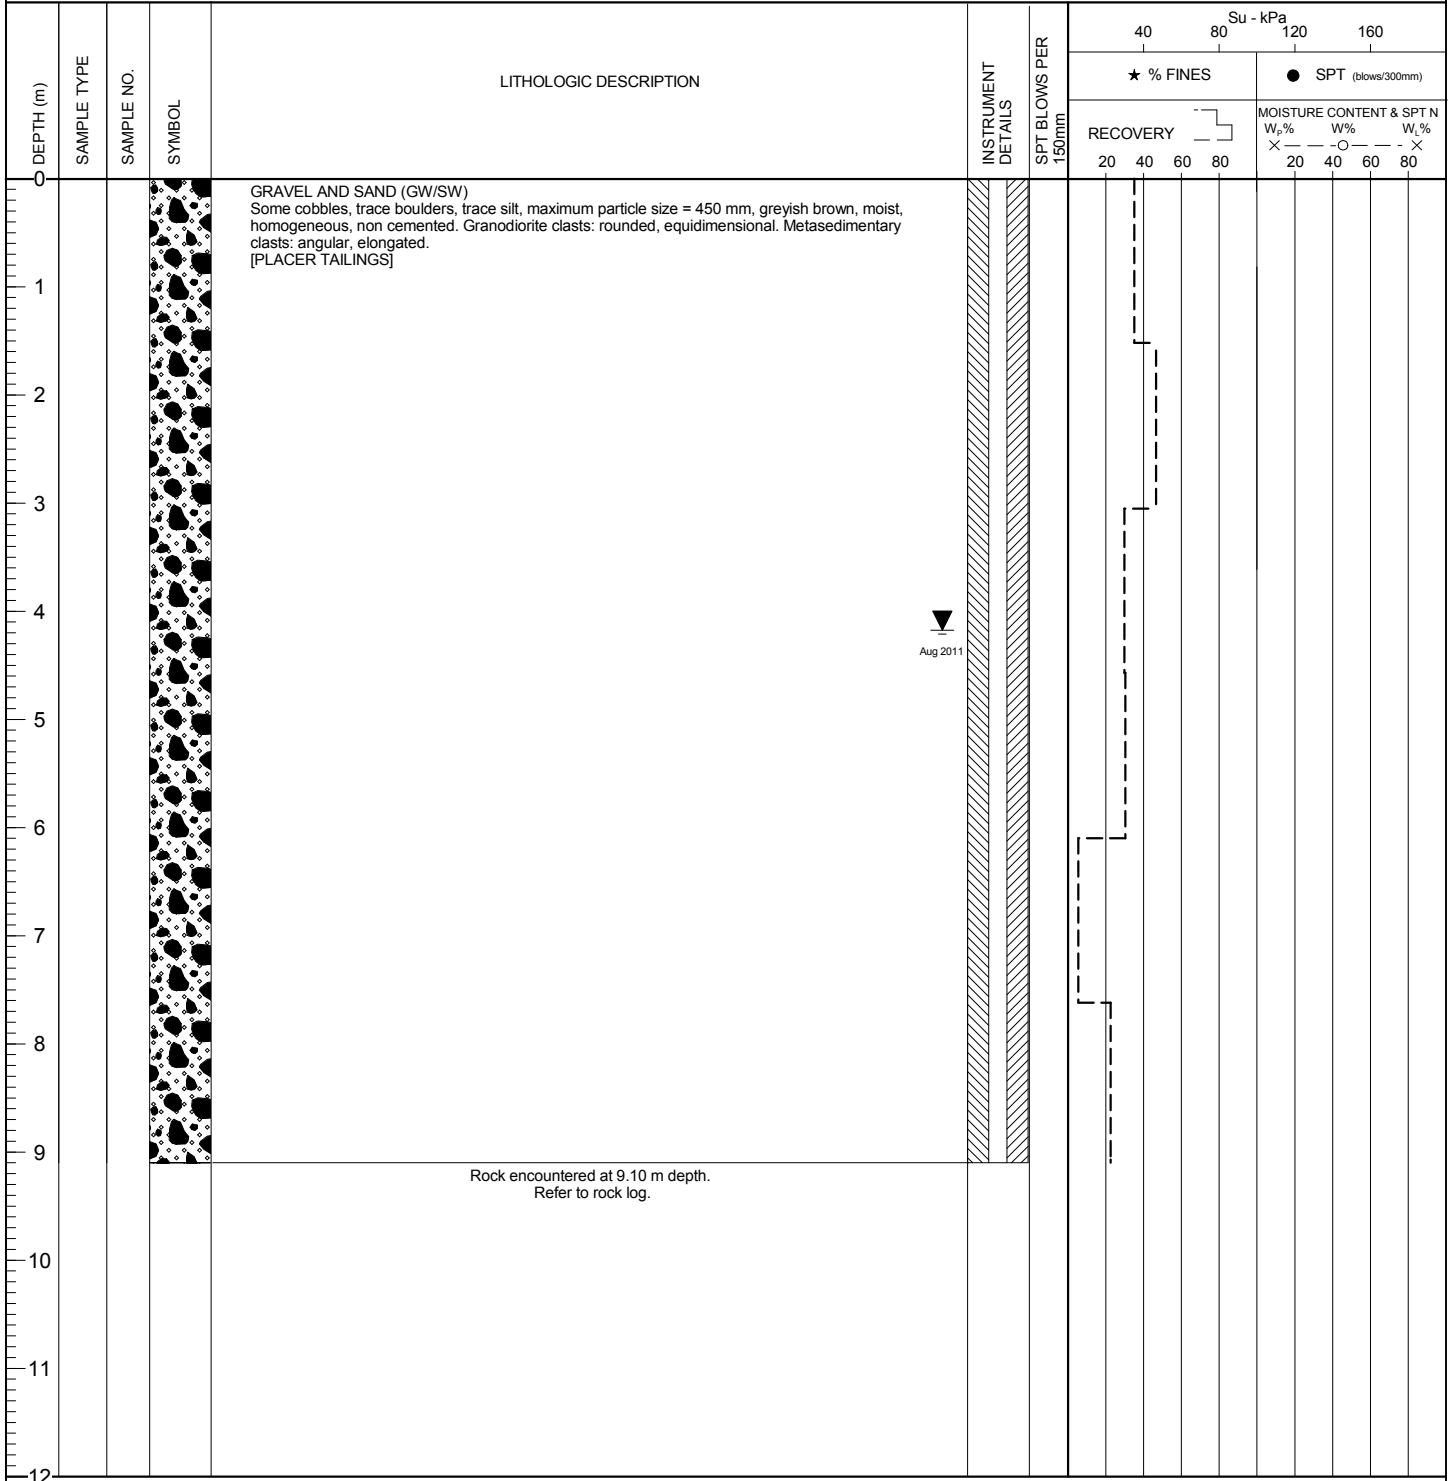 DEPTH (m)
SAMPLE TYPE
SAMPLE NO.
SYMBOL
LITHOLOGIC DESCRIPTION
INSTRUMENT
DETAILS
SPT BLOWS PER
150mm
Su - kPa
40 80 120 160
★ % FINES
● SPT (blows/300mm)
RECOVERY
MOISTURE CONTENT & SPT N
WP% W% WL%
20 40 60 80 20 40 60 80
0
GRAVEL AND SAND (GW/SW)
Some cobbles, trace boulders, trace silt, maximum particle size = 450 mm, greyish brown, moist,
homogeneous, non cemented. Granodiorite clasts: rounded, equidimensional. Metasedimentary
clasts: angular, elongated.
[PLACER TAILINGS]
1
2
3
4
Aug 2011
5
6
7
8
9
Rock encountered at 9.10 m depth.
Refer to rock log.
10
11
12